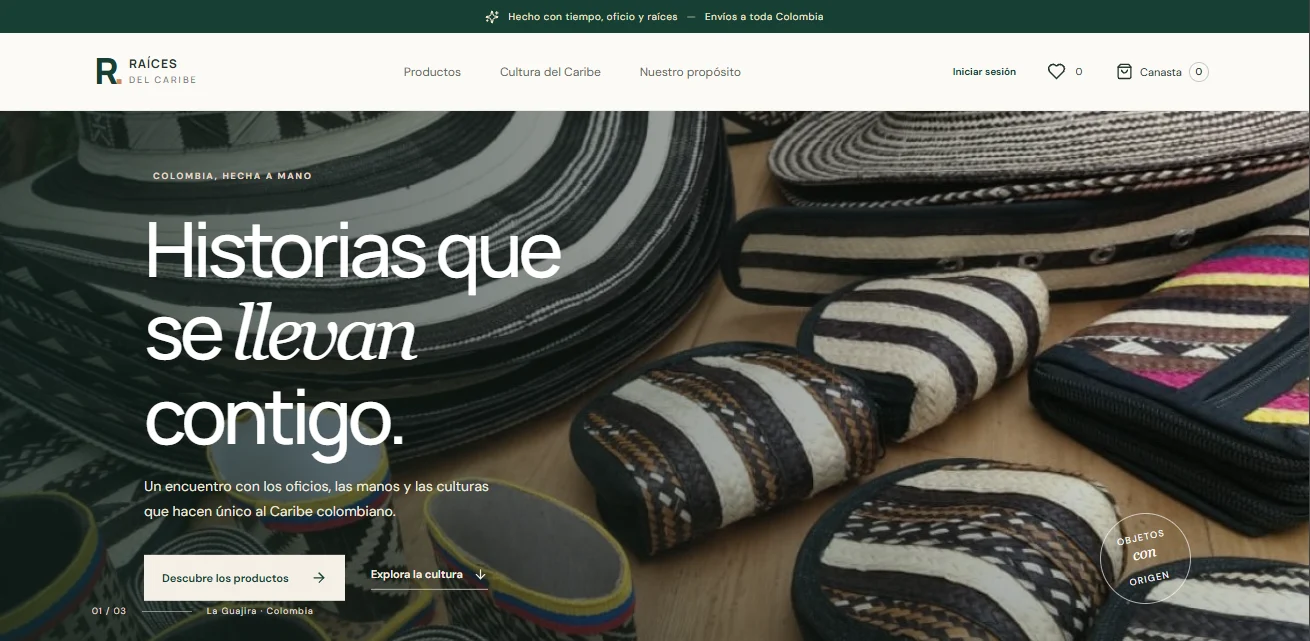 Hecho con tiempo, oficio y raíces — Envíos a toda Colombia
R. RAÍCES
DEL CARIBE
Productos
Cultura del Caribe
Nuestro propósito
Iniciar sesión
0
Canasta 0
COLOMBIA, HECHA A MANO
Historias que
se llevan
contigo.
Un encuentro con los oficios, las manos y las culturas
que hacen único al Caribe colombiano.
Descubre los productos →
Explora la cultura ↓
01 / 03
La Guajira · Colombia
OBJETOS
con
ORIGEN